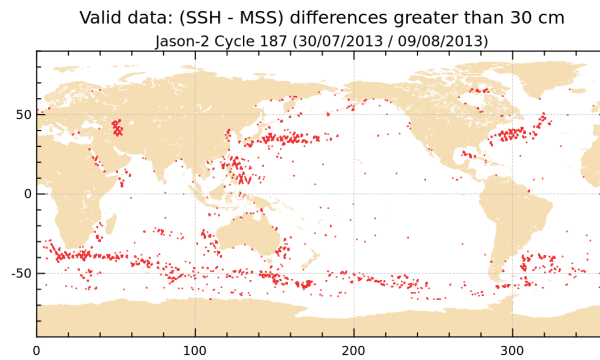 Valid data: (SSH - MSS) differences greater than 30 cm
Jason-2 Cycle 187 (30/07/2013 / 09/08/2013)
50
0
-50
0 100 200 300